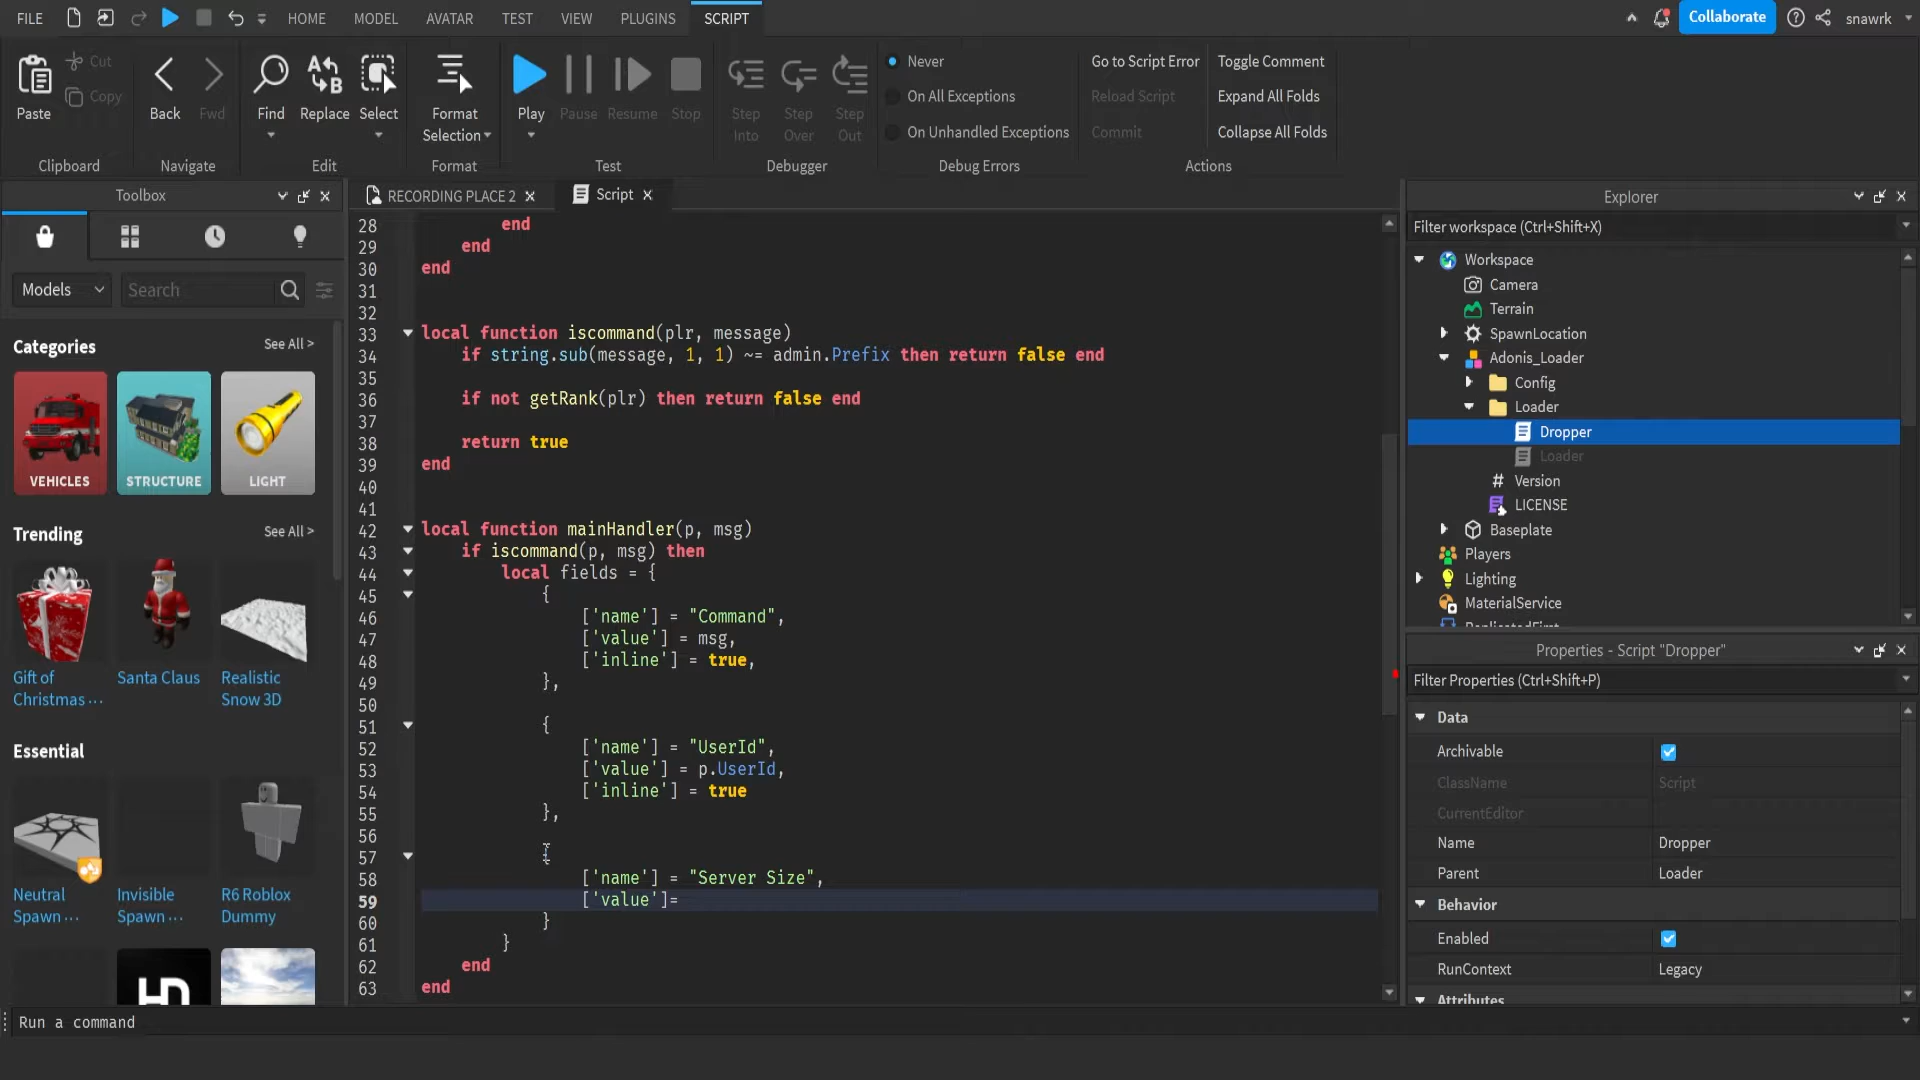 FILE HOME MODEL AVATAR TEST VIEW PLUGINS SCRIPT Collaborate snawrk
Paste
Cut
Copy
Clipboard
Back
Fwd
Navigate
Find
Replace
Select
Edit
Format
Selection
Format
Play
Pause
Resume
Stop
Test
Step
Into
Step
Over
Step
Out
Debugger
Never
On All Exceptions
On Unhandled Exceptions
Debug Errors
Go to Script Error
Reload Script
Commit
Toggle Comment
Expand All Folds
Collapse All Folds
Actions
Toolbox
Models
Search
Categories
See All >
VEHICLES
STRUCTURE
LIGHT
Trending
See All >
Gift of
Christmas ···
Santa Claus
Realistic
Snow 3D
Essential
Neutral
Spawn ···
Invisible
Spawn ···
R6 Roblox
Dummy
RECORDING PLACE 2
Script
28 end
29 end
30 end
31
32
33 local function iscommand(plr, message)
34 if string.sub(message, 1, 1) ~= admin.Prefix then return false end
35
36 if not getRank(plr) then return false end
37
38 return true
39 end
40
41
42 local function mainHandler(p, msg)
43 if iscommand(p, msg) then
44 local fields = {
45 {
46 ['name'] = "Command",
47 ['value'] = msg,
48 ['inline'] = true,
49 },
50
51 {
52 ['name'] = "UserId",
53 ['value'] = p.UserId,
54 ['inline'] = true
55 },
56
57 {
58 ['name'] = "Server Size",
59 ['value']=
60 }
61 }
62 end
63 end
Explorer
Filter workspace (Ctrl+Shift+X)
Workspace
Camera
Terrain
SpawnLocation
Adonis_Loader
Config
Loader
Dropper
Loader
# Version
LICENSE
Baseplate
Players
Lighting
MaterialService
ReplicatedFirst
Properties - Script "Dropper"
Filter Properties (Ctrl+Shift+P)
Data
Archivable
ClassName Script
CurrentEditor
Name Dropper
Parent Loader
Behavior
Enabled
RunContext Legacy
Attributes
Run a command